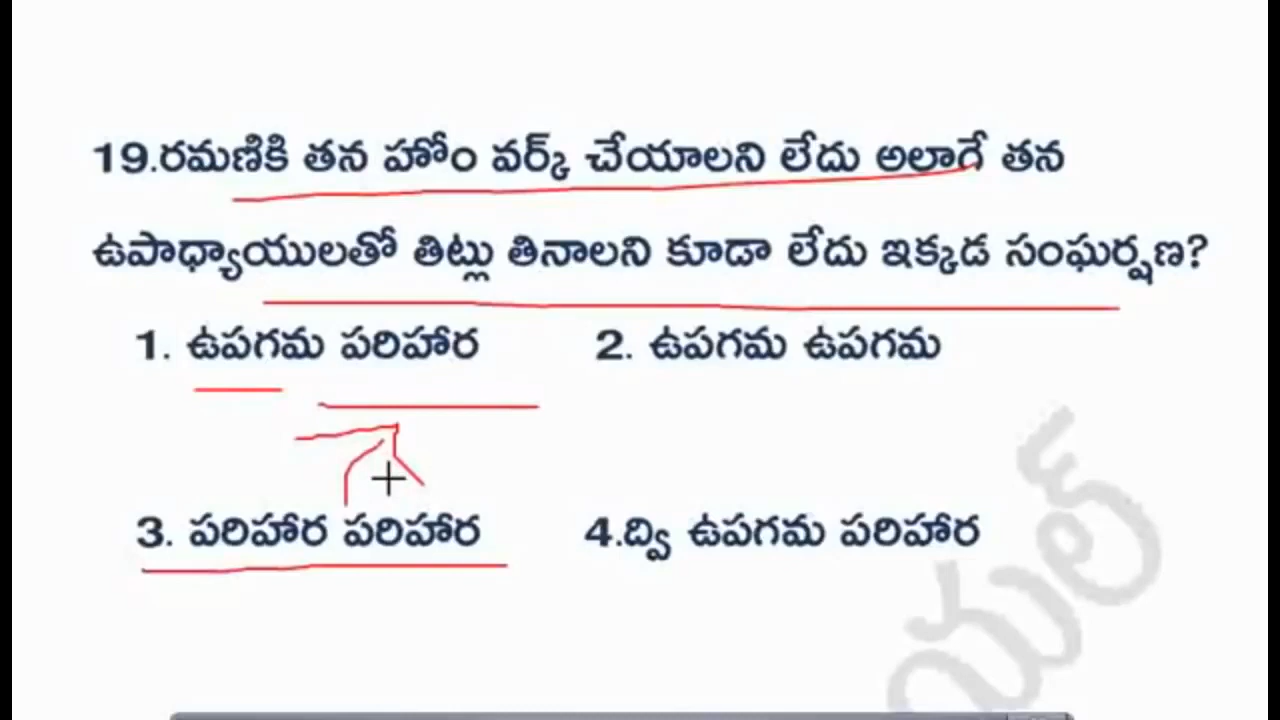 19.రమణికి తన హోం వర్క్ చేయాలని లేదు అలాగే తన
ఉపాధ్యాయులతో తిట్లు తినాలని కూడా లేదు ఇక్కడ సంఘర్షణ?
1. ఉపగమ పరిహార 2. ఉపగమ ఉపగమ
3. పరిహార పరిహార 4.ద్వి ఉపగమ పరిహార